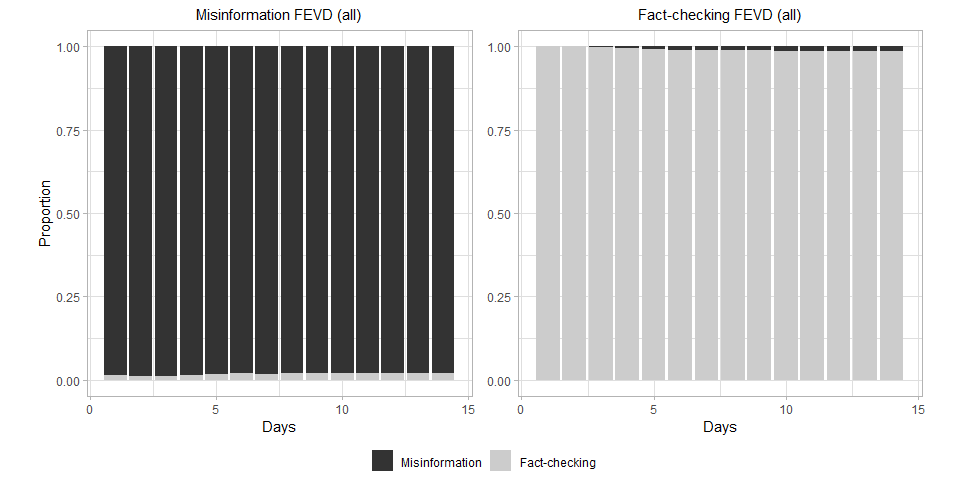 Misinformation FEVD (all)
Fact-checking FEVD (all)
Proportion
1.00
0.75
0.50
0.25
0.00
0
5
10
15
Days
1.00
0.75
0.50
0.25
0.00
0
5
10
15
Days
Misinformation
Fact-checking